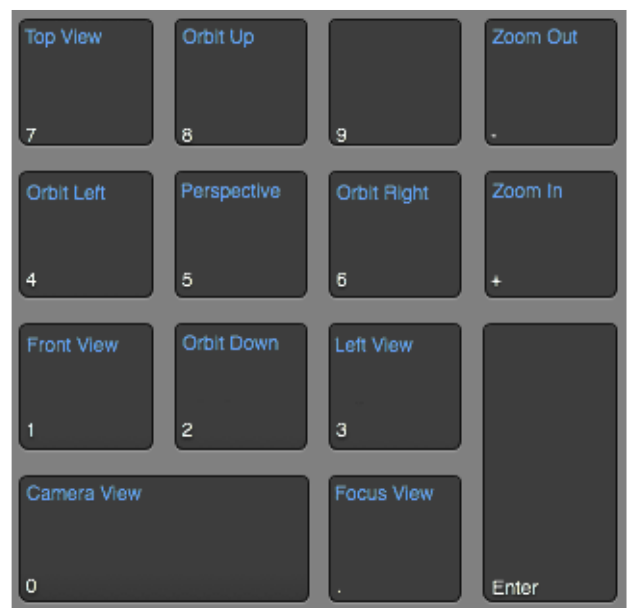 Top View
Orbit Up
Zoom Out
7
8
9
-
Orbit Left
Perspective
Orbit Right
Zoom In
4
5
6
+
Front View
Orbit Down
Left View
1
2
3
Camera View
Focus View
0
.
Enter